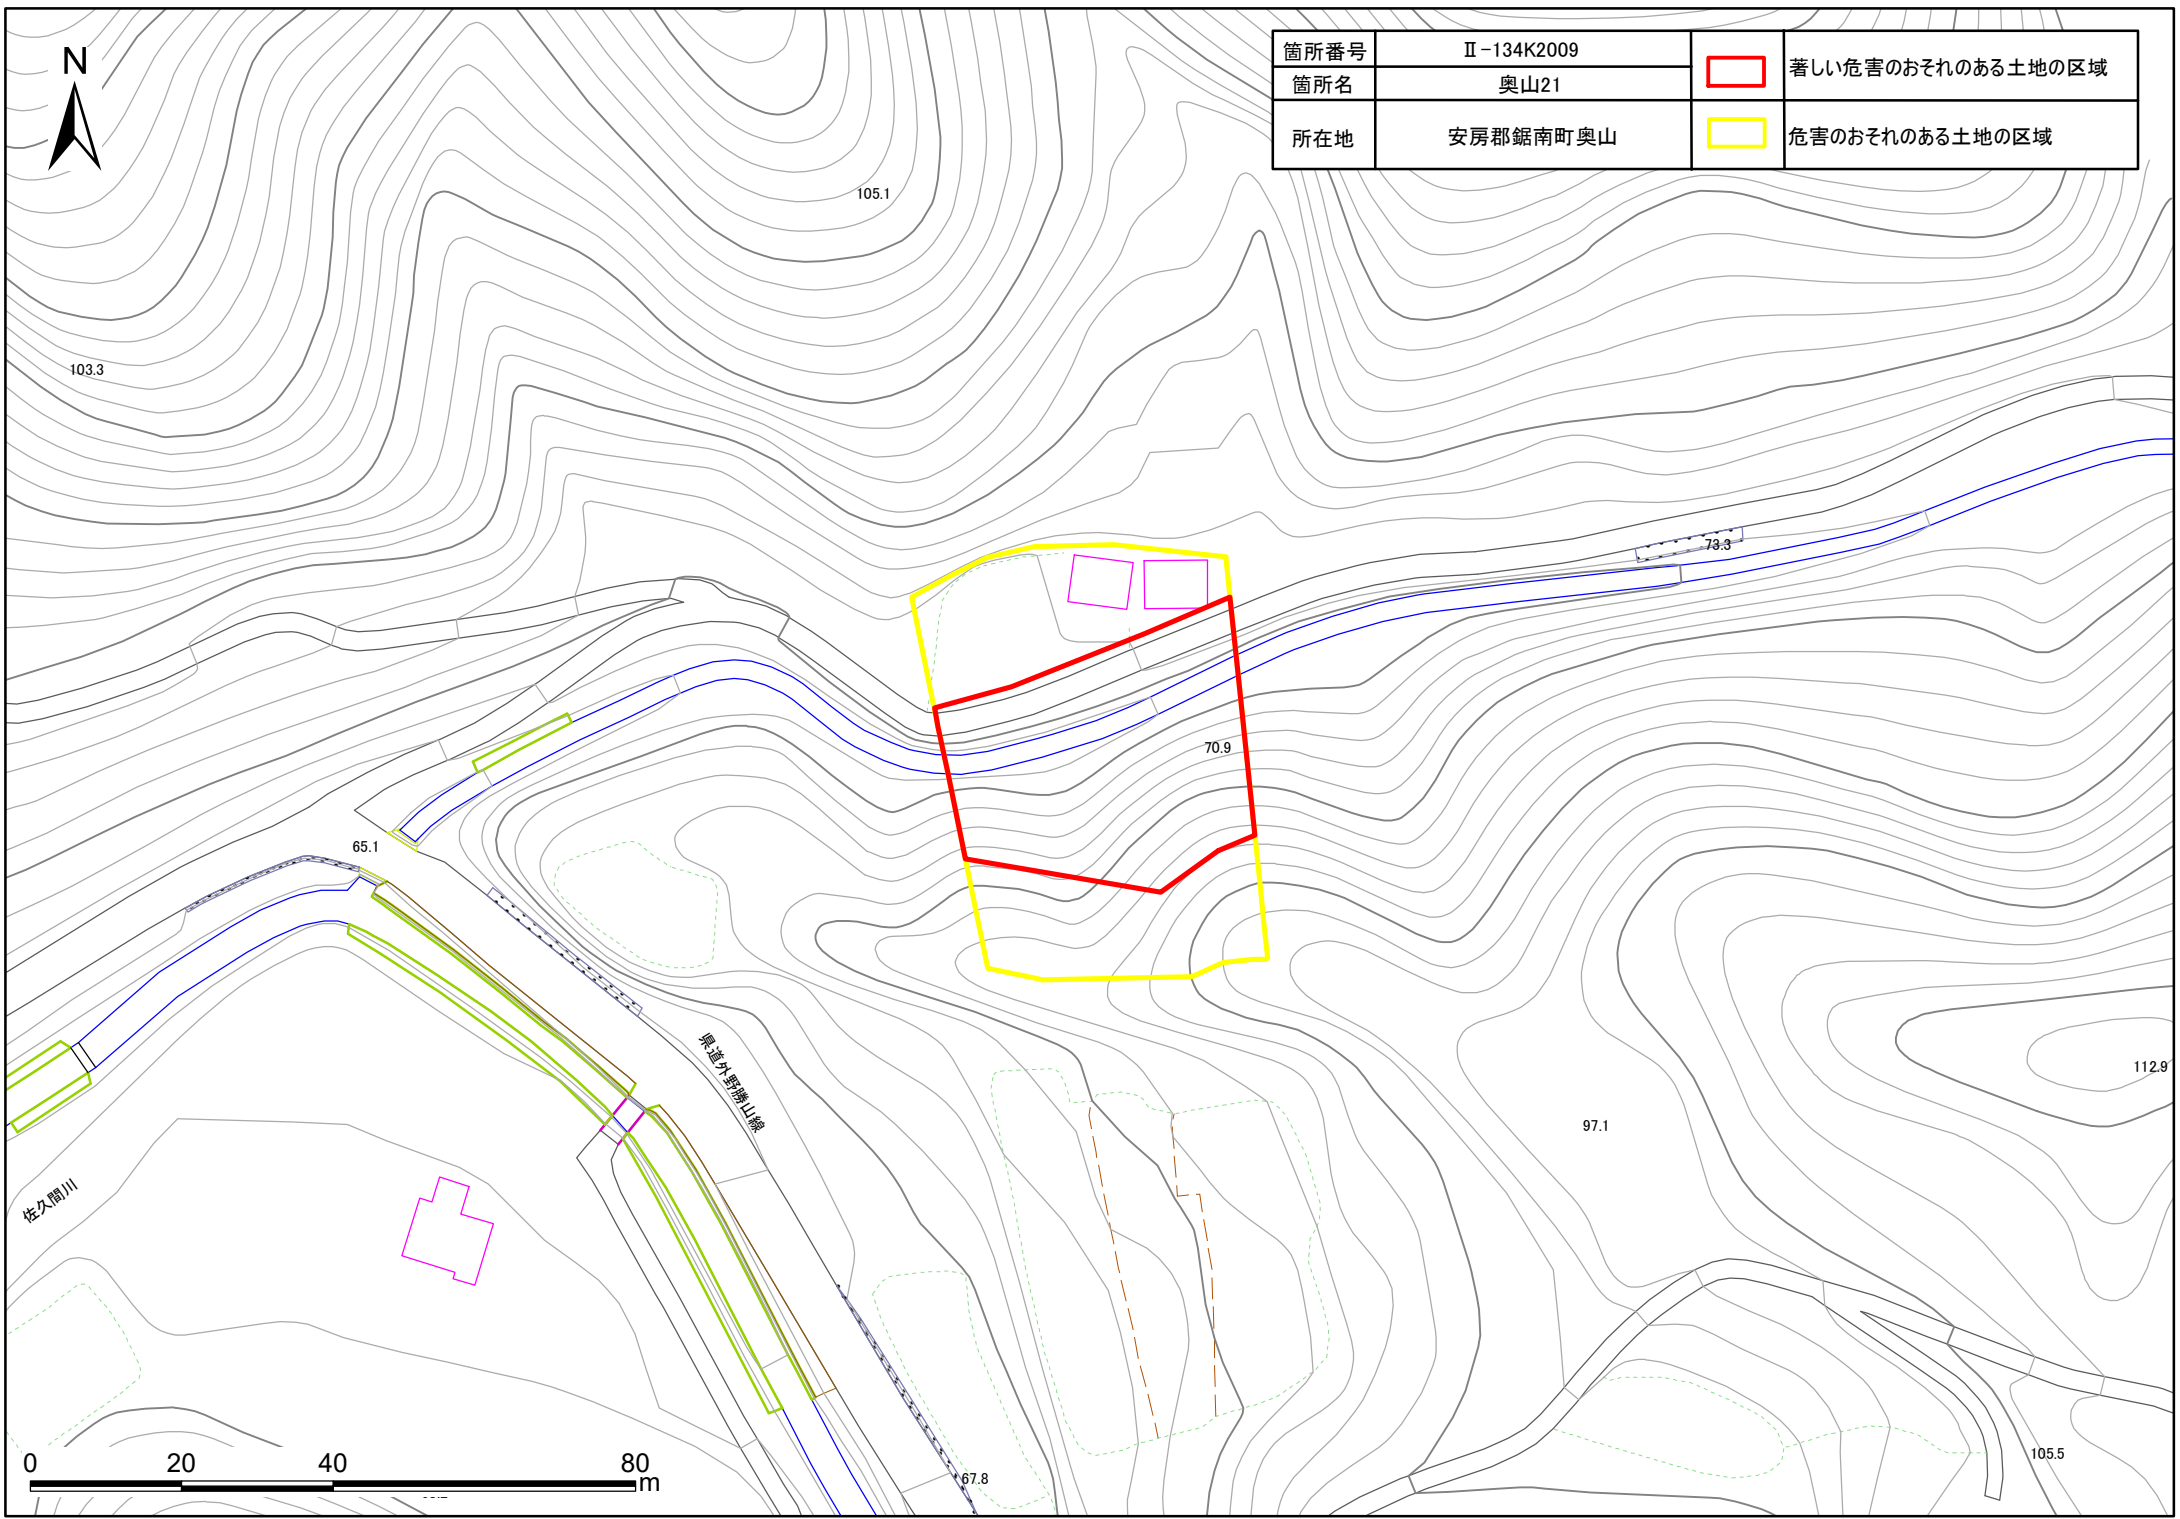 N
箇所番号 Ⅱ-134K2009 著しい危害のおそれのある土地の区域
箇所名 奥山21
所在地 安房郡鋸南町奥山 危害のおそれのある土地の区域
105.1
103.3
73.3
70.9
65.1
県道外野勝山線
112.9
97.1
佐久間川
105.5
67.8
0 20 40 80
m